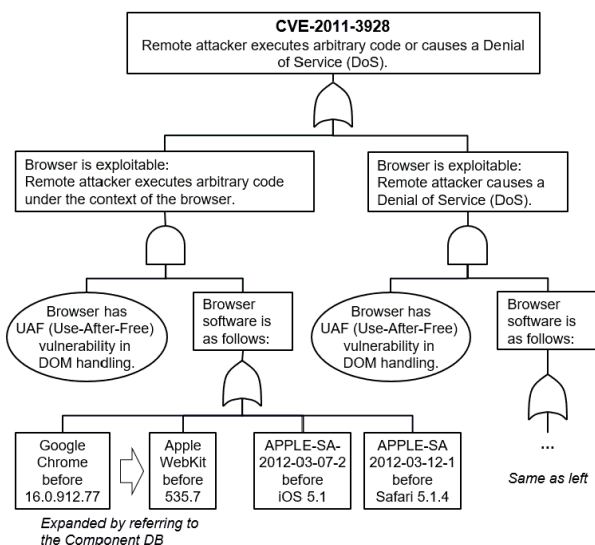 CVE-2011-3928
Remote attacker executes arbitrary code or causes a Denial
of Service (DoS).
Browser is exploitable:
Remote attacker executes arbitrary code
under the context of the browser.
Browser is exploitable:
Remote attacker causes a
Denial of Service (DoS).
Browser has
UAF (Use-After-Free)
vulnerability in
DOM handling.
Browser
software is
as follows:
Browser has
UAF (Use-After-Free)
vulnerability in
DOM handling.
Browser
software is
as follows:
Google
Chrome
before
16.0.912.77
Apple
WebKit
before
535.7
APPLE-SA-
2012-03-07-2
before
iOS 5.1
APPLE-SA
2012-03-12-1
before
Safari 5.1.4
...
Same as left
Expanded by referring to
the Component DB